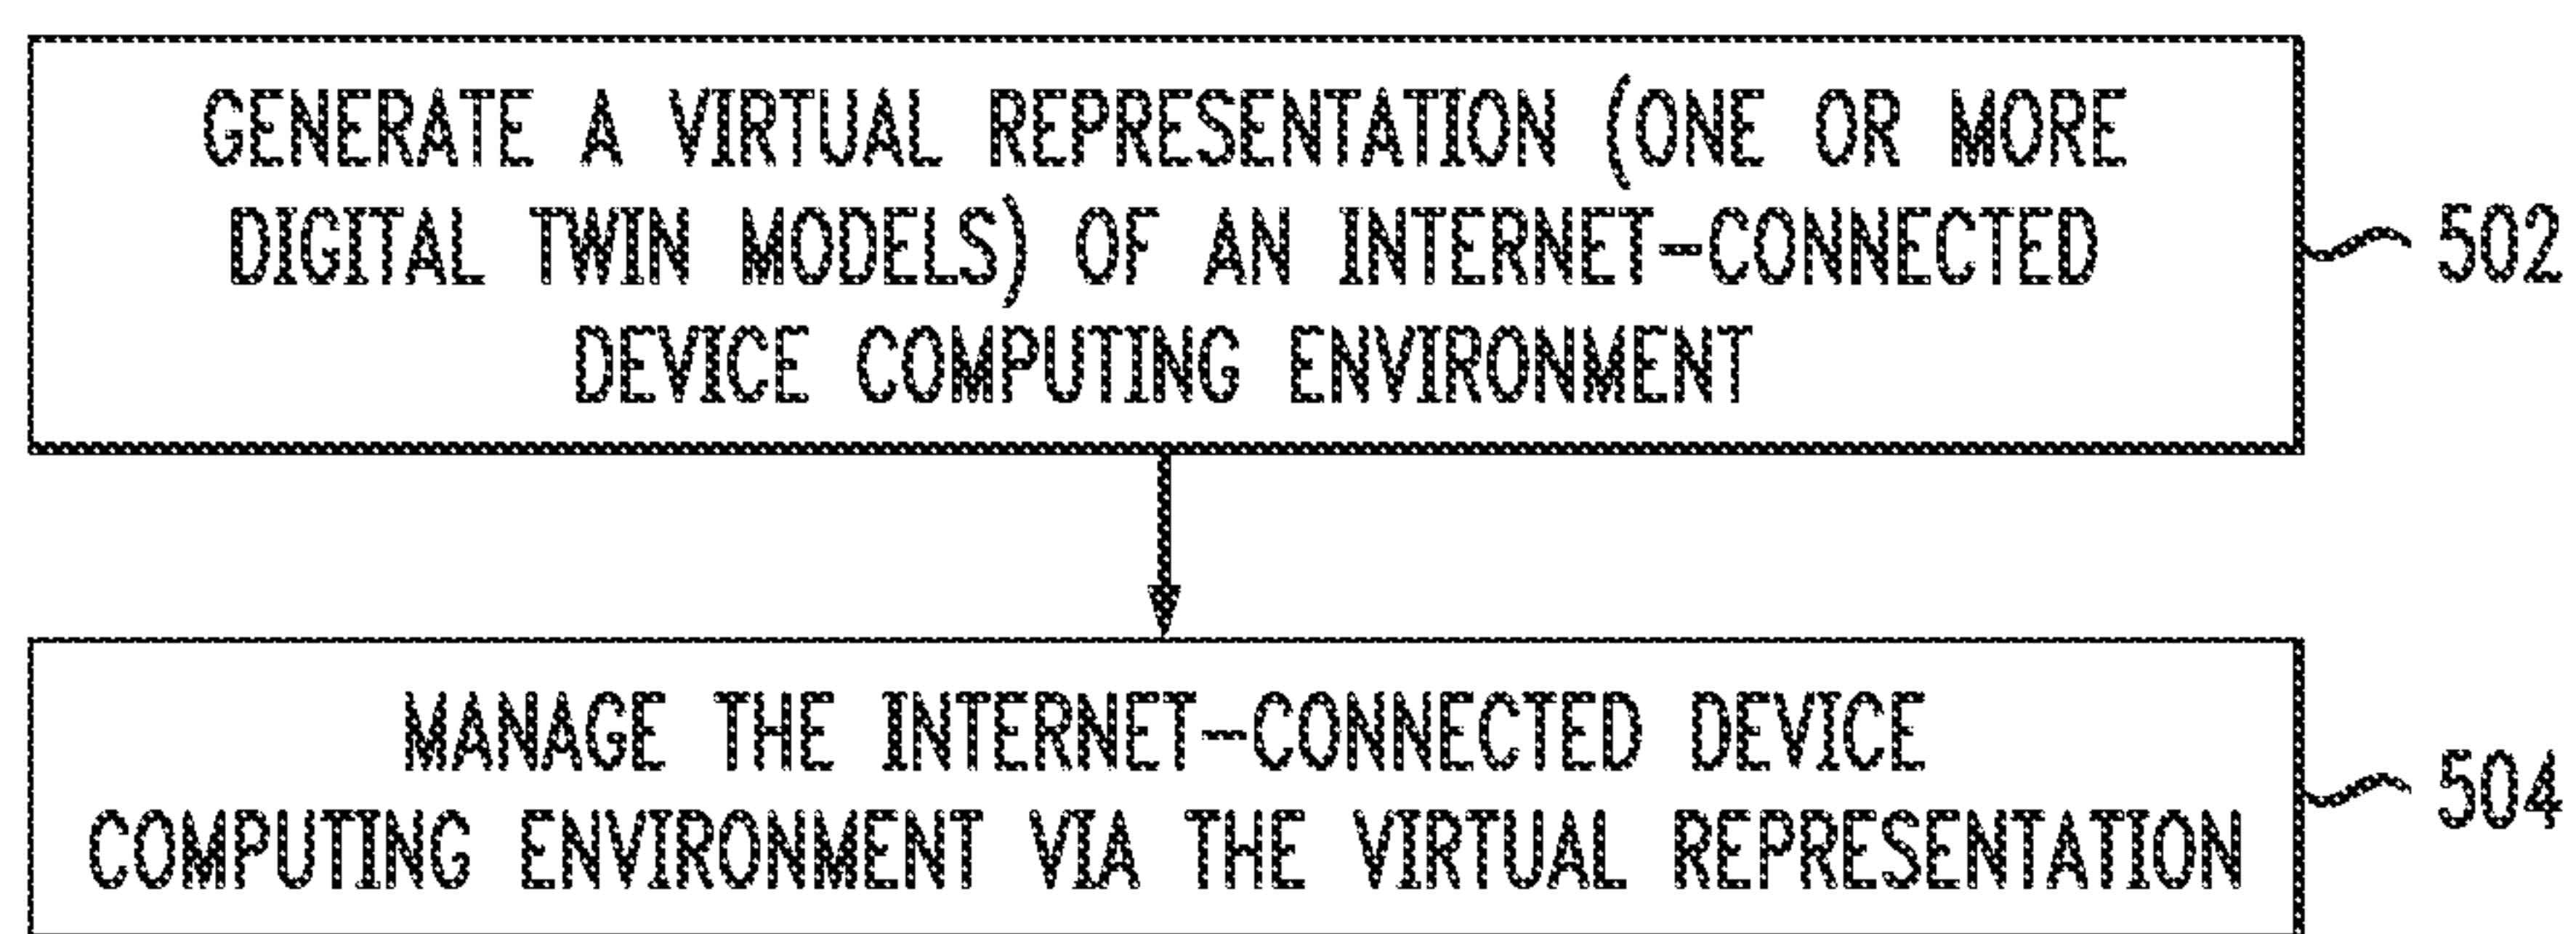 GENERATE A VIRTUAL REPRESENTATION (ONE OR MORE
DIGITAL TWIN MODELS) OF AN INTERNET-CONNECTED
DEVICE COMPUTING ENVIRONMENT
502
MANAGE THE INTERNET-CONNECTED DEVICE
COMPUTING ENVIRONMENT VIA THE VIRTUAL REPRESENTATION
504